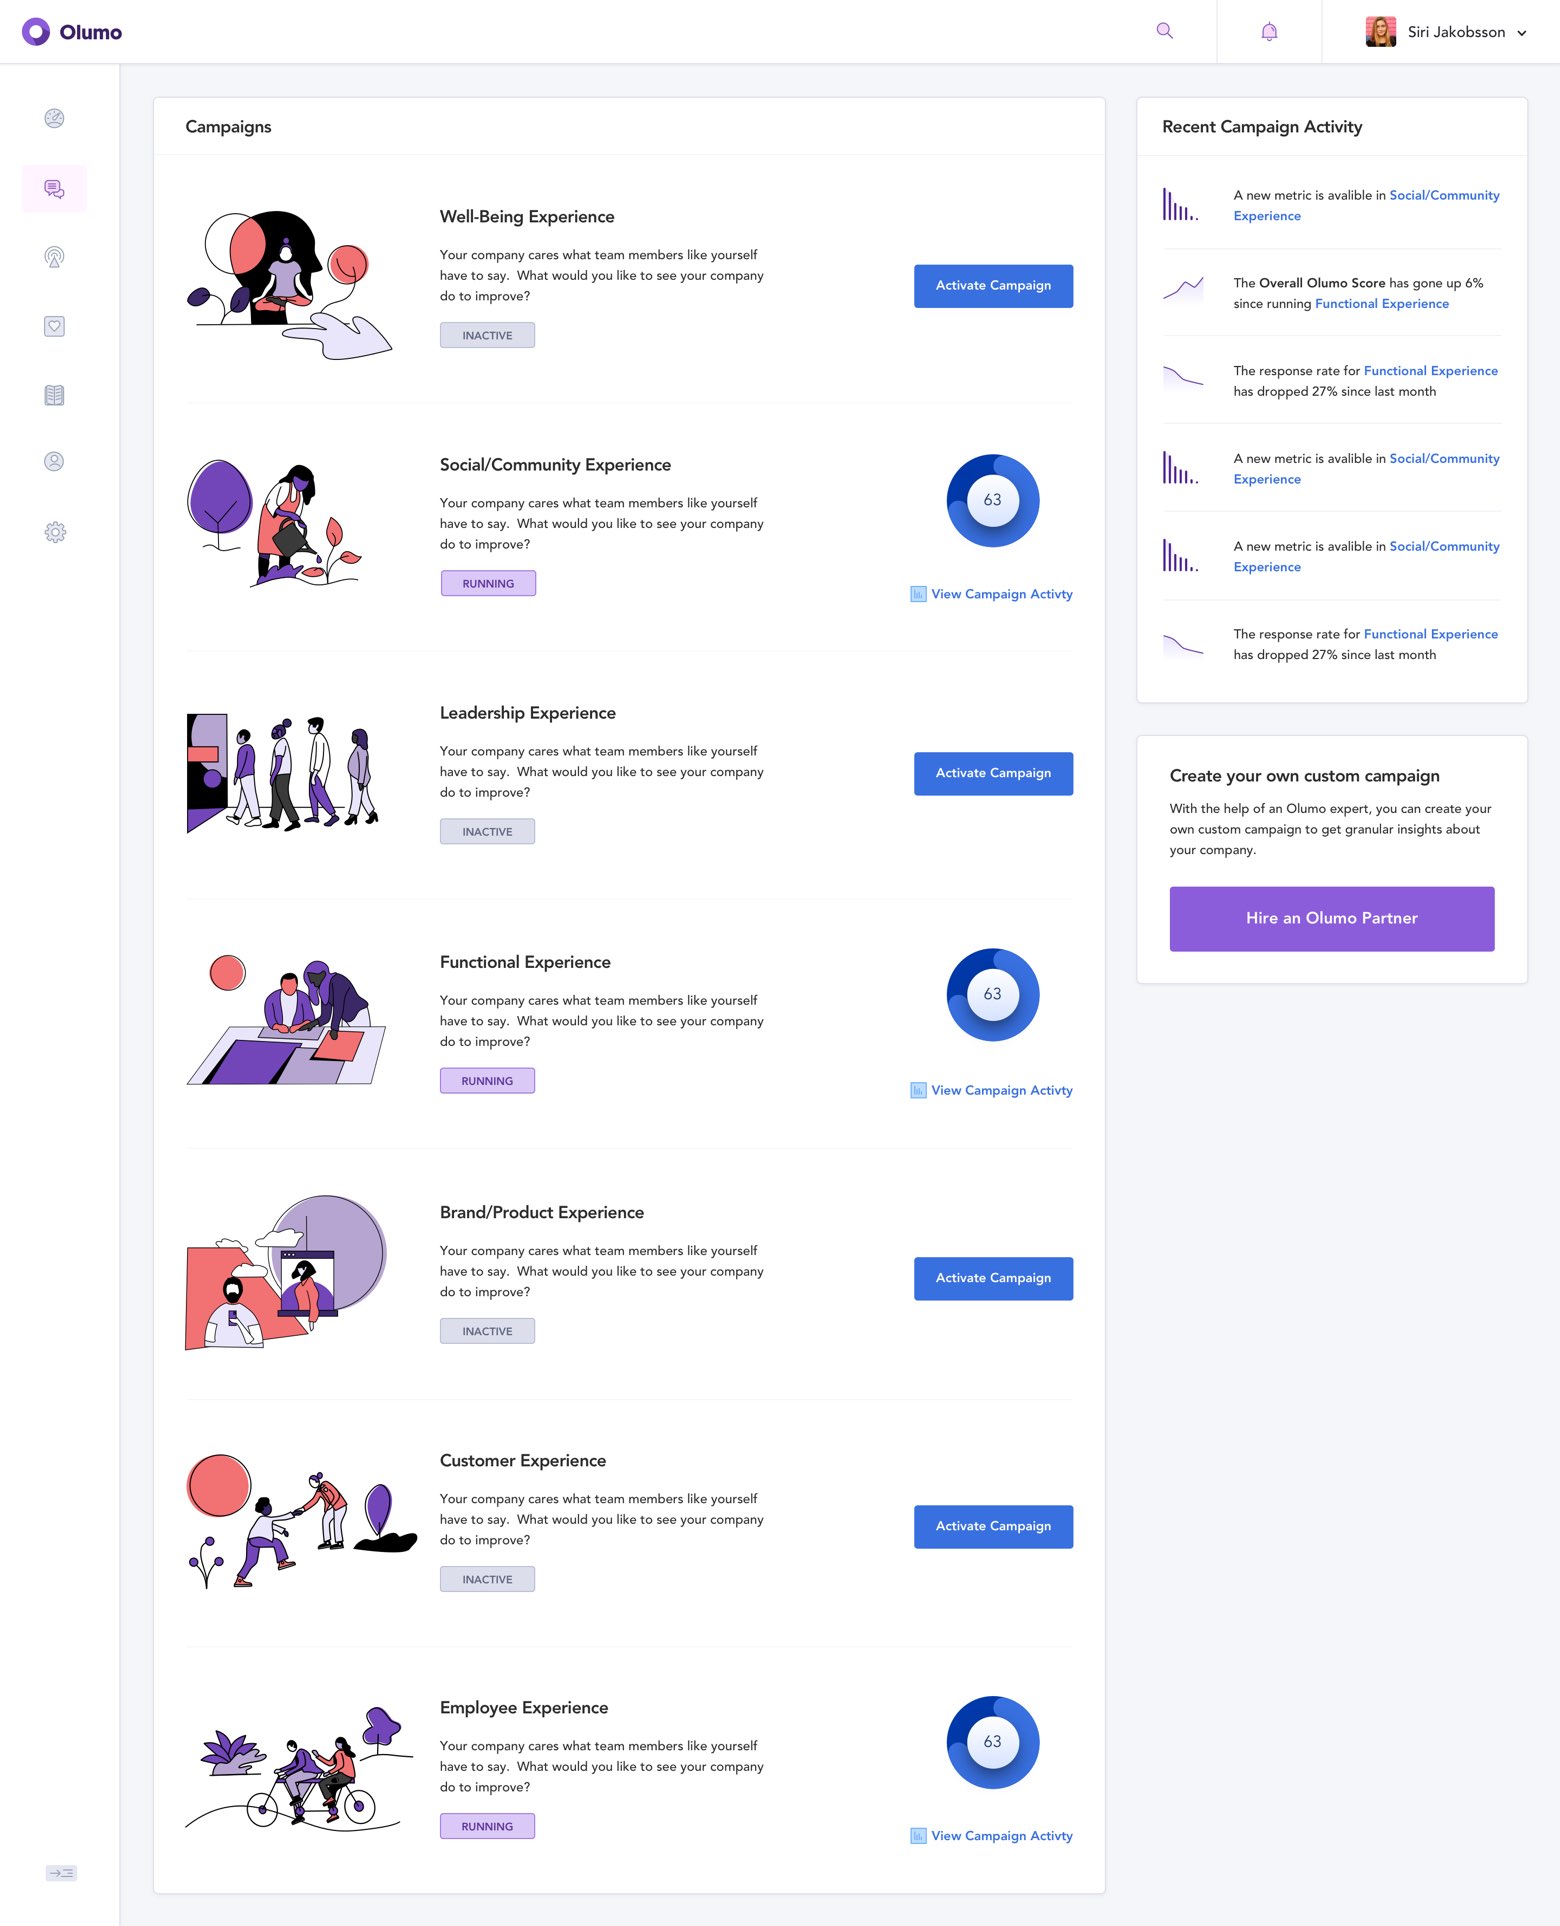 Olumo
Siri Jakobsson
Campaigns
Well-Being Experience
Your company cares what team members like yourself
have to say.  What would you like to see your company
do to improve?
INACTIVE
Activate Campaign
Social/Community Experience
Your company cares what team members like yourself
have to say.  What would you like to see your company
do to improve?
RUNNING
63
View Campaign Activty
Leadership Experience
Your company cares what team members like yourself
have to say.  What would you like to see your company
do to improve?
INACTIVE
Activate Campaign
Functional Experience
Your company cares what team members like yourself
have to say.  What would you like to see your company
do to improve?
RUNNING
63
View Campaign Activty
Brand/Product Experience
Your company cares what team members like yourself
have to say.  What would you like to see your company
do to improve?
INACTIVE
Activate Campaign
Customer Experience
Your company cares what team members like yourself
have to say.  What would you like to see your company
do to improve?
INACTIVE
Activate Campaign
Employee Experience
Your company cares what team members like yourself
have to say.  What would you like to see your company
do to improve?
RUNNING
63
View Campaign Activty
Recent Campaign Activity
A new metric is avalible in Social/Community
Experience
The Overall Olumo Score has gone up 6%
since running Functional Experience
The response rate for Functional Experience
has dropped 27% since last month
A new metric is avalible in Social/Community
Experience
A new metric is avalible in Social/Community
Experience
The response rate for Functional Experience
has dropped 27% since last month
Create your own custom campaign
With the help of an Olumo expert, you can create your
own custom campaign to get granular insights about
your company.
Hire an Olumo Partner